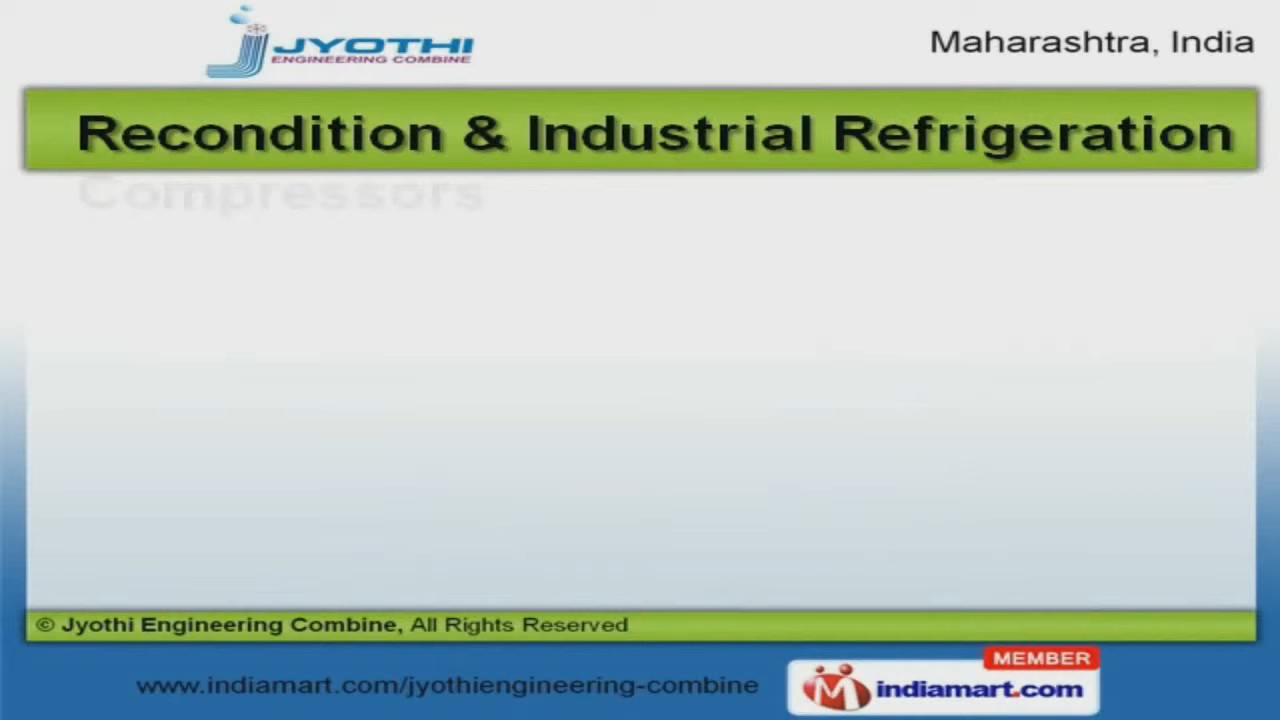 JYOTHI
ENGINEERING COMBINE
Maharashtra, India
Recondition & Industrial Refrigeration
Compressors
© Jyothi Engineering Combine, All Rights Reserved
www.indiamart.com/jyothiengineering-combine
MEMBER
indiamart.com